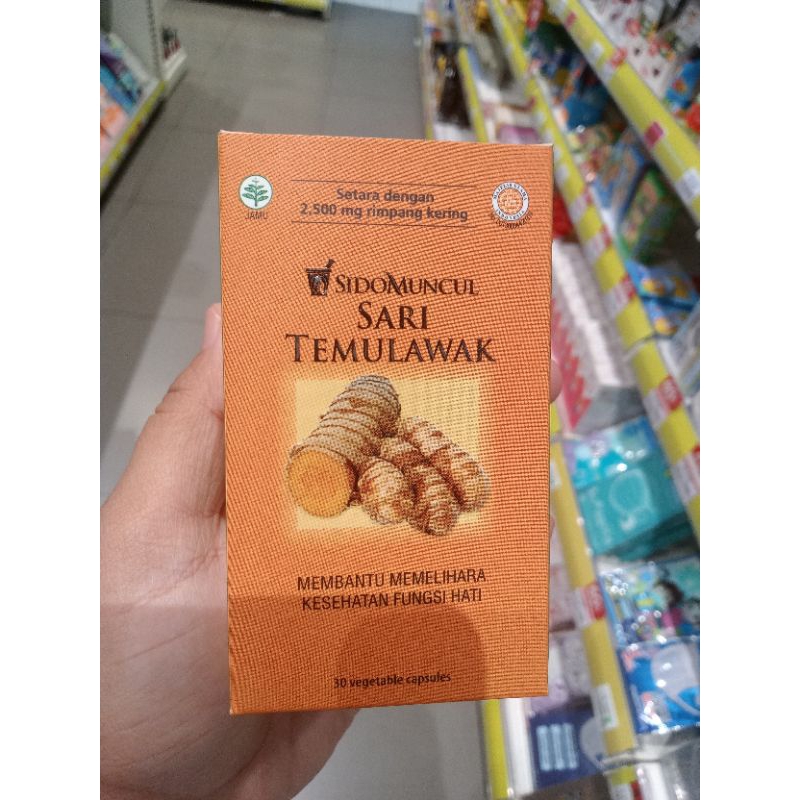 Setara dengan
2.500 mg rimpang kering
JAMU
SIDOMUNCUL
SARI
TEMULAWAK
MEMBANTU MEMELIHARA
KESEHATAN FUNGSI HATI
30 vegetable capsules